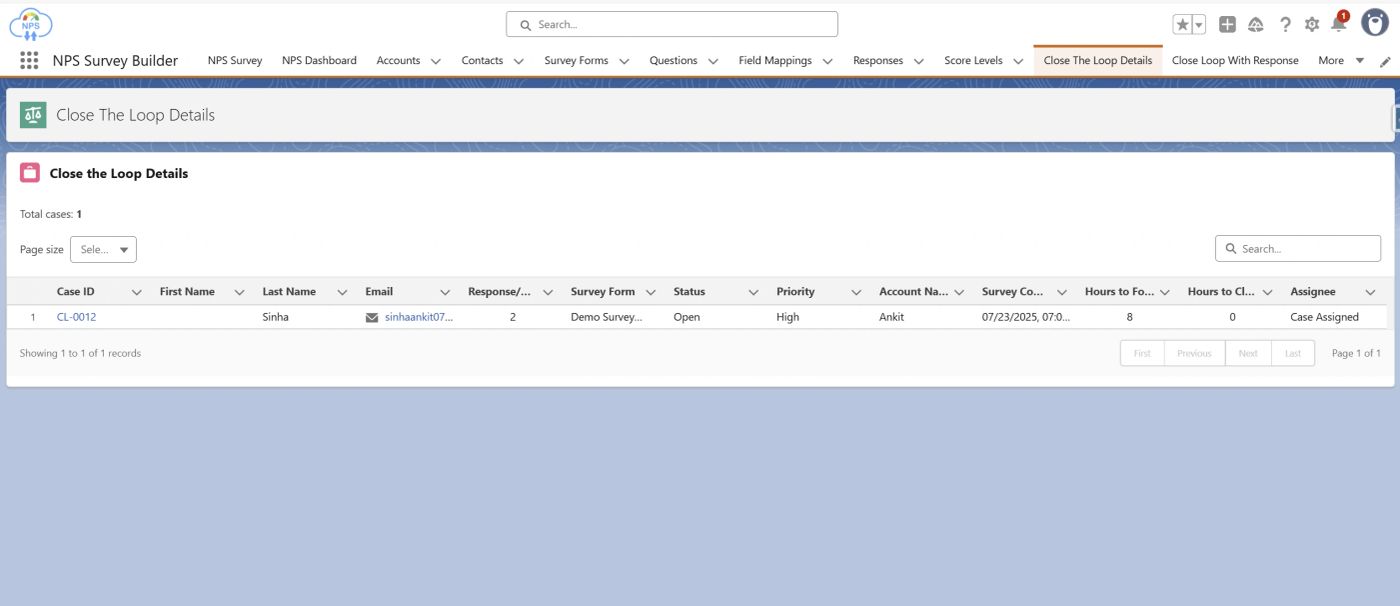 NPS
Search...
1
NPS Survey Builder NPS Survey NPS Dashboard Accounts Contacts Survey Forms Questions Field Mappings Responses Score Levels Close The Loop Details Close Loop With Response More
Close The Loop Details
Close the Loop Details
Total cases: 1
Page size Sele... Search...
Case ID First Name Last Name Email Response/... Survey Form Status Priority Account Na... Survey Co... Hours to Fo... Hours to Cl... Assignee
1 CL-0012 Sinha sinhaankit07... 2 Demo Survey... Open High Ankit 07/23/2025, 07:0... 8 0 Case Assigned
Showing 1 to 1 of 1 records First Previous Next Last Page 1 of 1